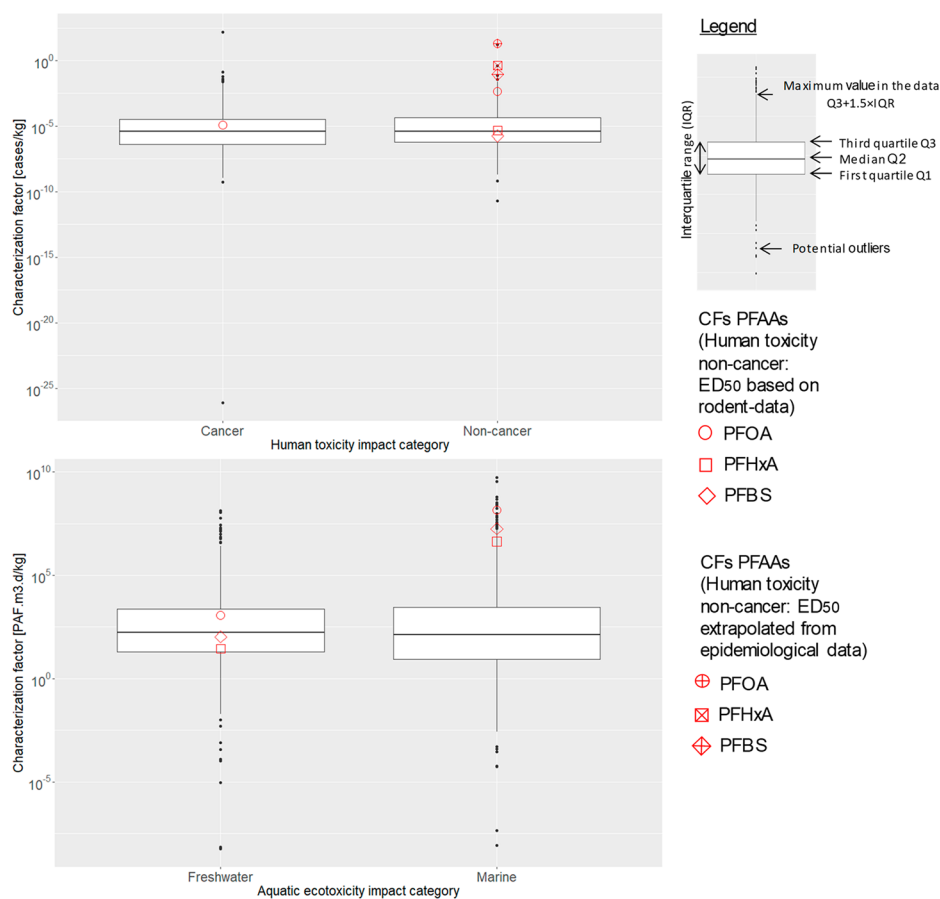 Characterization factor [cases/kg]
10^0
10^-5
10^-10
10^-15
10^-20
10^-25
Cancer
Non-cancer
Human toxicity impact category
Characterization factor [PAF.m3.d/kg]
10^10
10^5
10^0
10^-5
Freshwater
Marine
Aquatic ecotoxicity impact category
Legend
Interquartile range (IQR)
Maximum value in the data
Q3+1.5×IQR
Third quartile Q3
Median Q2
First quartile Q1
Potential outliers
CFs PFAAs
(Human toxicity
non-cancer:
ED50 based on
rodent-data)
PFOA
PFHxA
PFBS
CFs PFAAs
(Human toxicity
non-cancer: ED50
extrapolated from
epidemiological data)
PFOA
PFHxA
PFBS